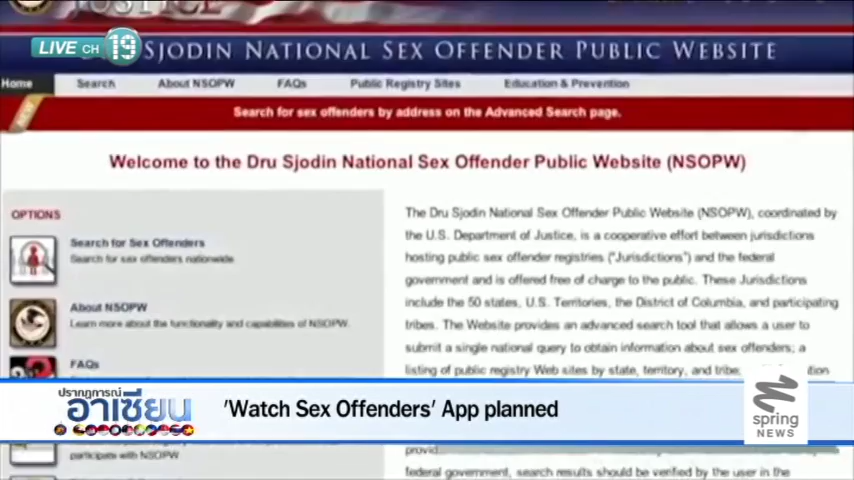 JUSTICE
LIVE CH 19
SJODIN NATIONAL SEX OFFENDER PUBLIC WEBSITE
Home Search About NSOPW FAQs Public Registry Sites Education & Prevention
NEW
Search for sex offenders by address on the Advanced Search page.
Welcome to the Dru Sjodin National Sex Offender Public Website (NSOPW)
OPTIONS
Search for Sex Offenders
Search for sex offenders nationwide
About NSOPW
Learn more about the functionality and capabilities of NSOPW.
FAQs
The Dru Sjodin National Sex Offender Public Website (NSOPW), coordinated by
the U.S. Department of Justice, is a cooperative effort between jurisdictions
hosting public sex offender registries ("Jurisdictions") and the federal
government and is offered free of charge to the public. These Jurisdictions
include the 50 states, U.S. Territories, the District of Columbia, and participating
tribes. The Website provides an advanced search tool that allows a user to
submit a single national query to obtain information about sex offenders; a
listing of public registry Web sites by state, territory, and tribe;
ปรากฏการณ์
อาเซียน
'Watch Sex Offenders' App planned
spring
NEWS
participate with NSOPW
federal government, search results should be verified by the user in the